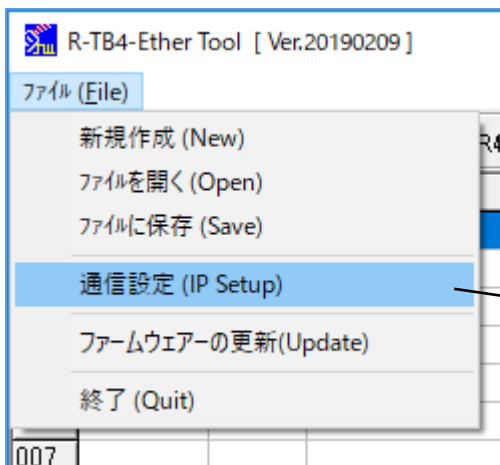 R-TB4-Ether Tool [ Ver.20190209 ]
ﾌｧｲﾙ (File)
新規作成 (New)
R4
ﾌｧｲﾙを開く (Open)
ﾌｧｲﾙに保存 (Save)
通信設定 (IP Setup)
ファームウェアーの更新(Update)
終了 (Quit)
007